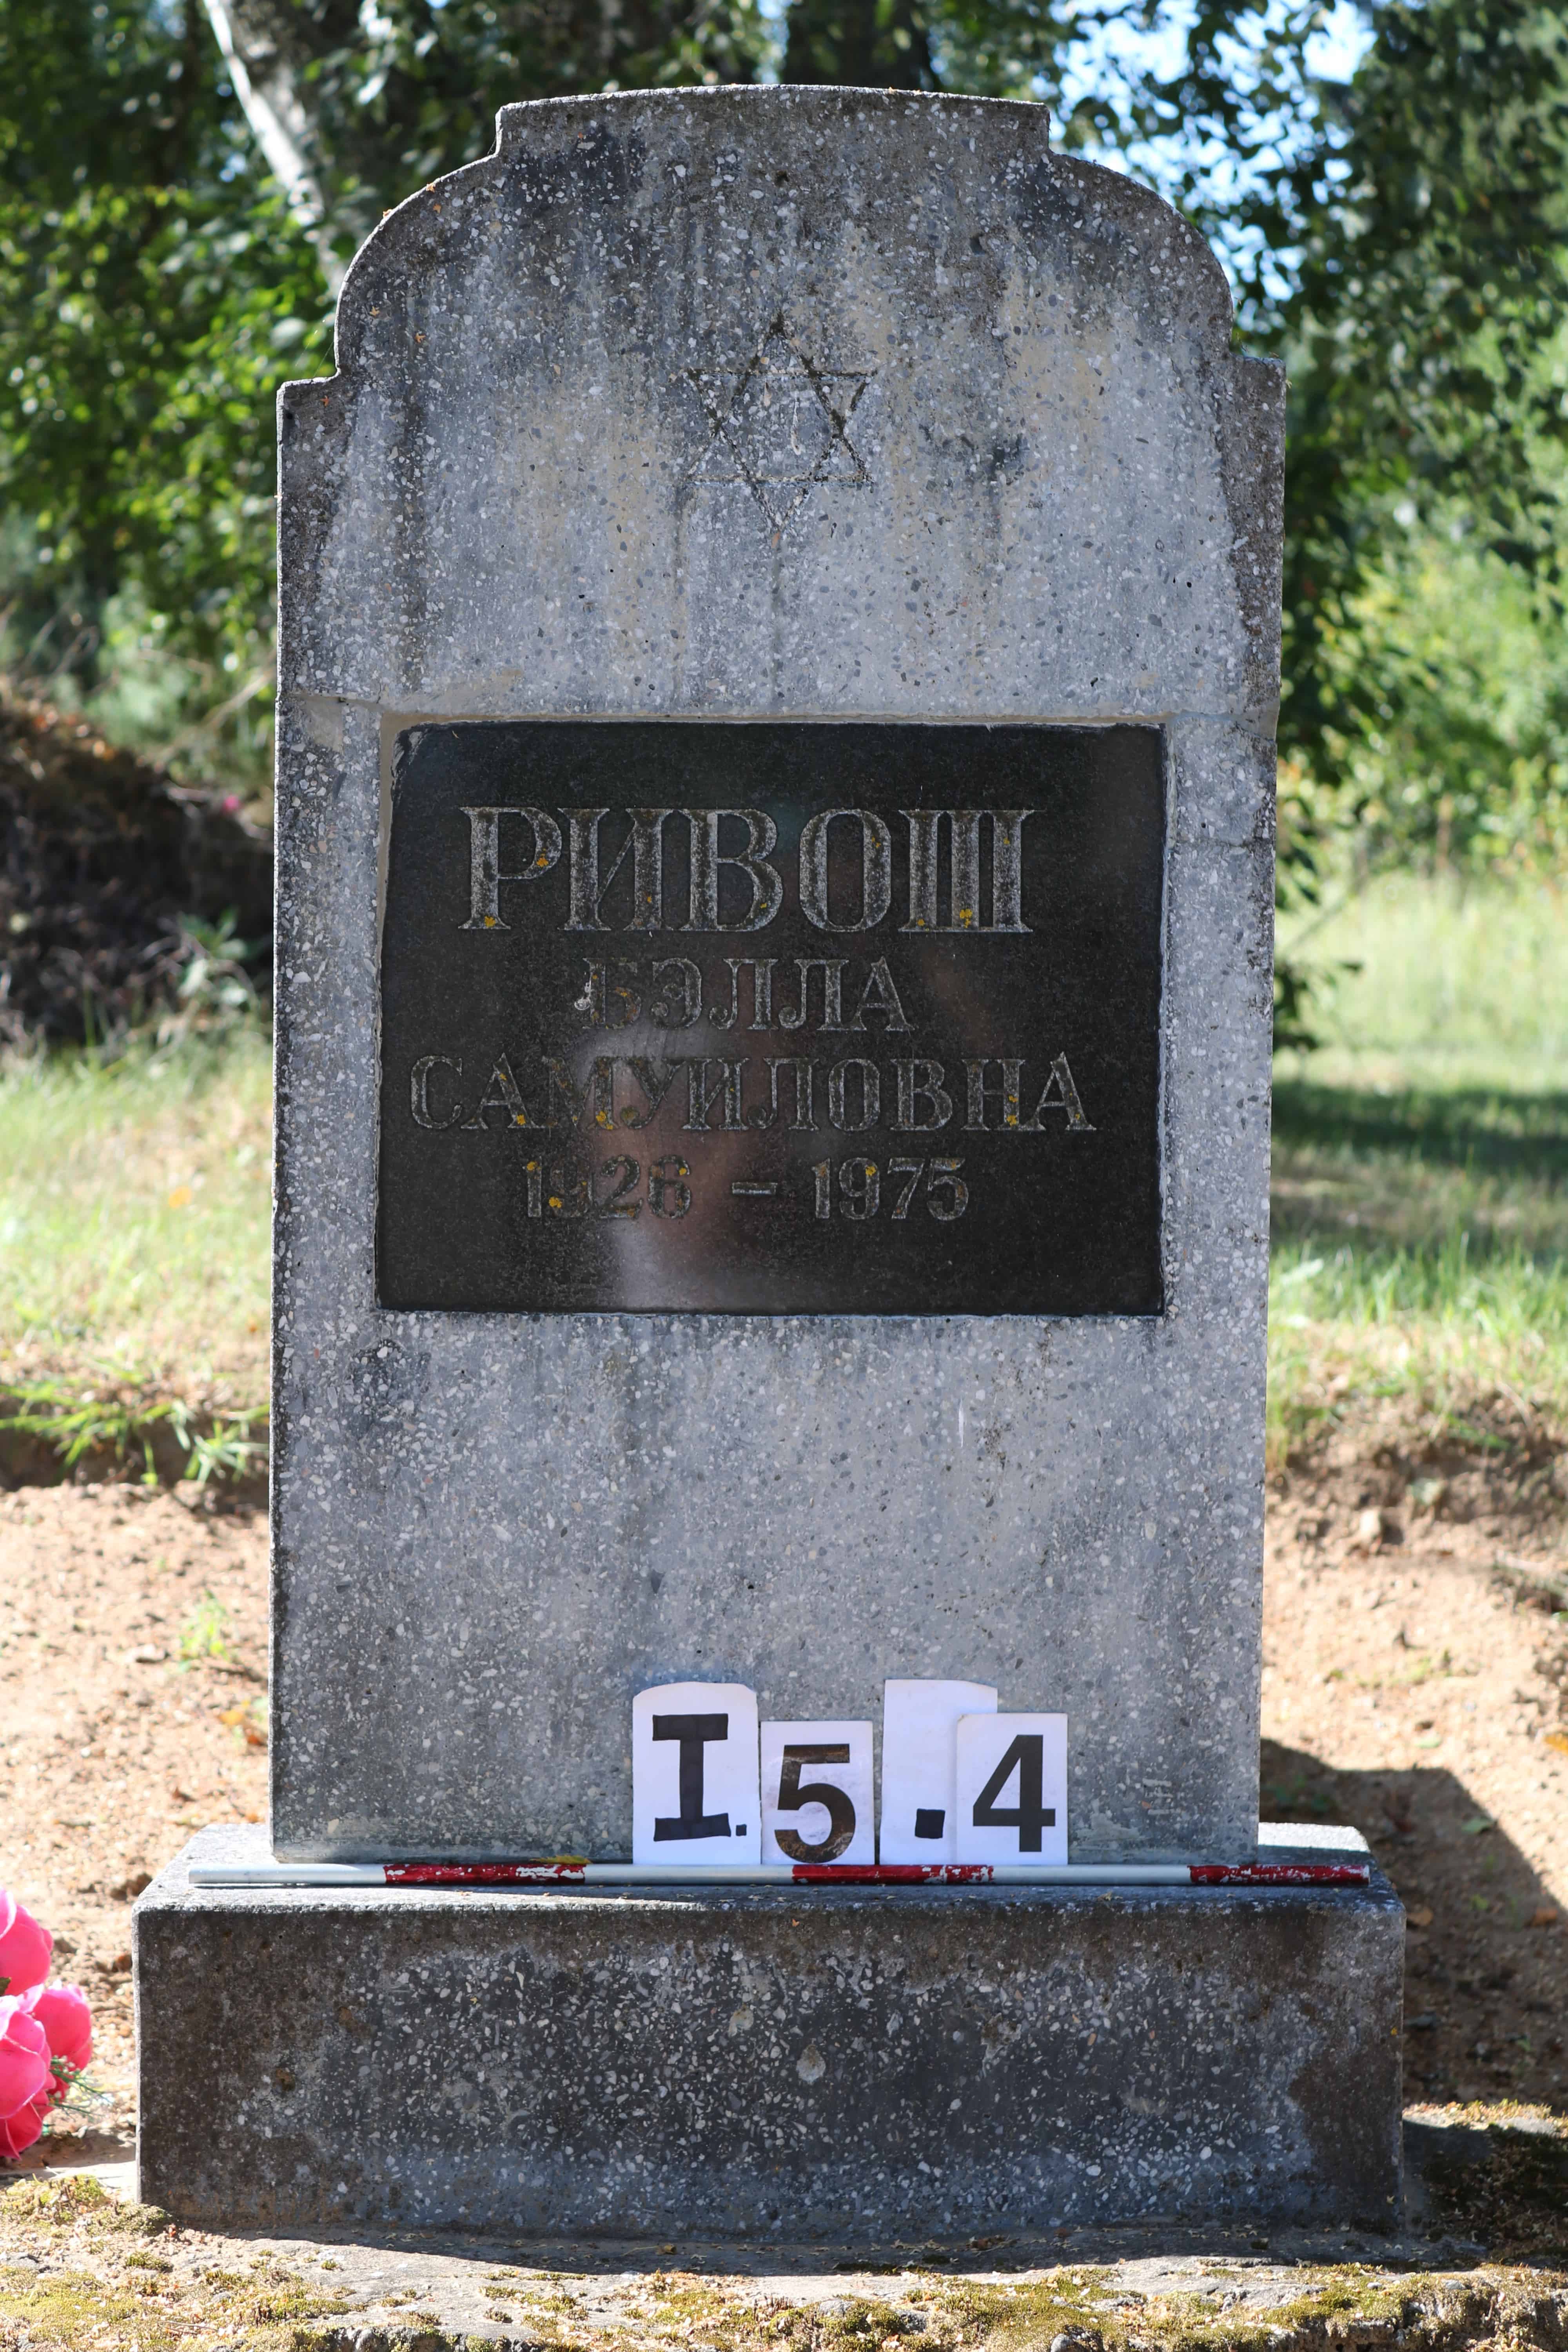 РИВОШ
БЭЛЛА
САМУИЛОВНА
1926 - 1975
I.5.4